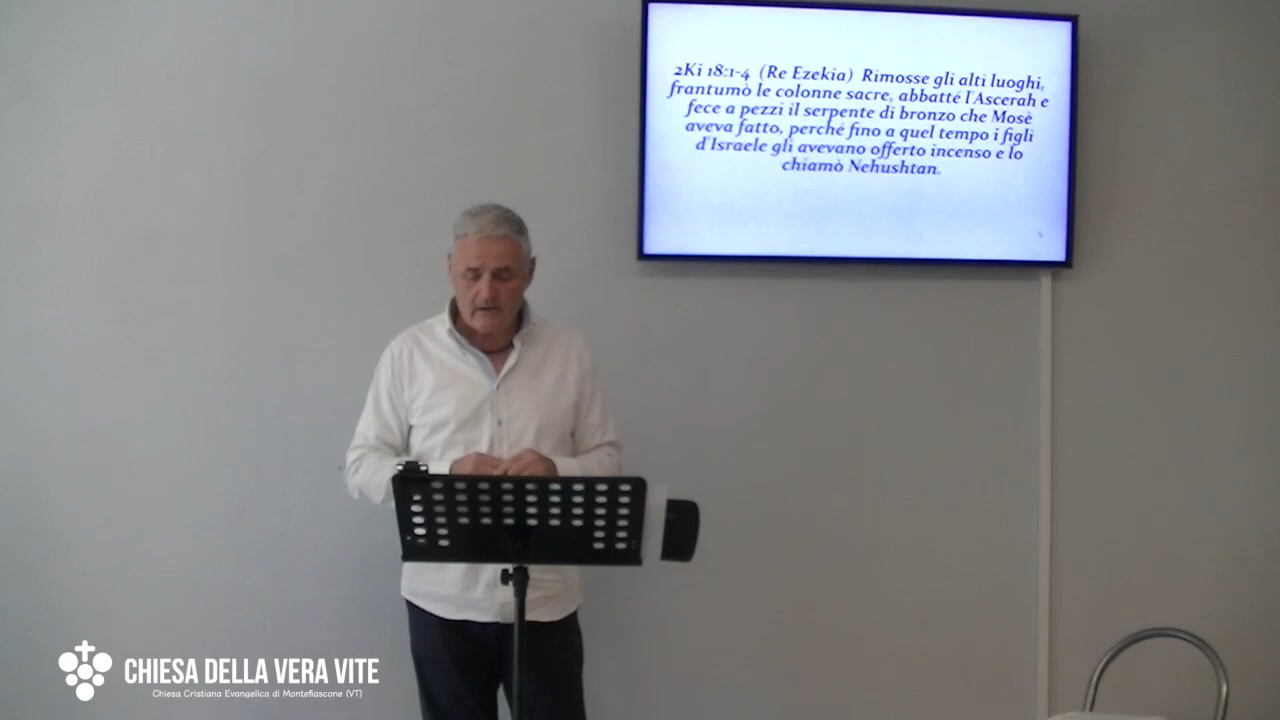 2Ki 18:1-4 (Re Ezekia) Rimosse gli alti luoghi,
frantumò le colonne sacre, abbatté l'Ascerah e
fece a pezzi il serpente di bronzo che Mosè
aveva fatto, perché fino a quel tempo i figli
d'Israele gli avevano offerto incenso e lo
chiamò Nehushtan.
CHIESA DELLA VERA VITE
Chiesa Cristiana Evangelica di Montefiascone (VT)